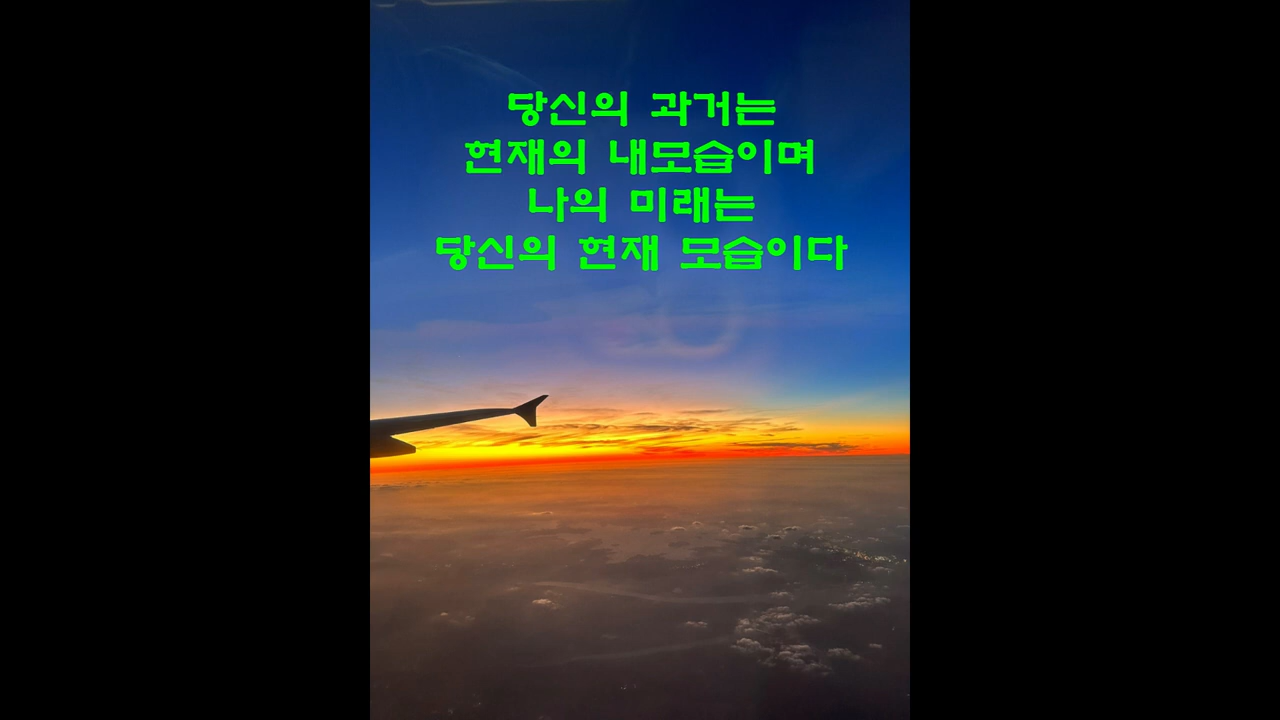 당신의 과거는
현재의 내모습이며
나의 미래는
당신의 현재 모습이다